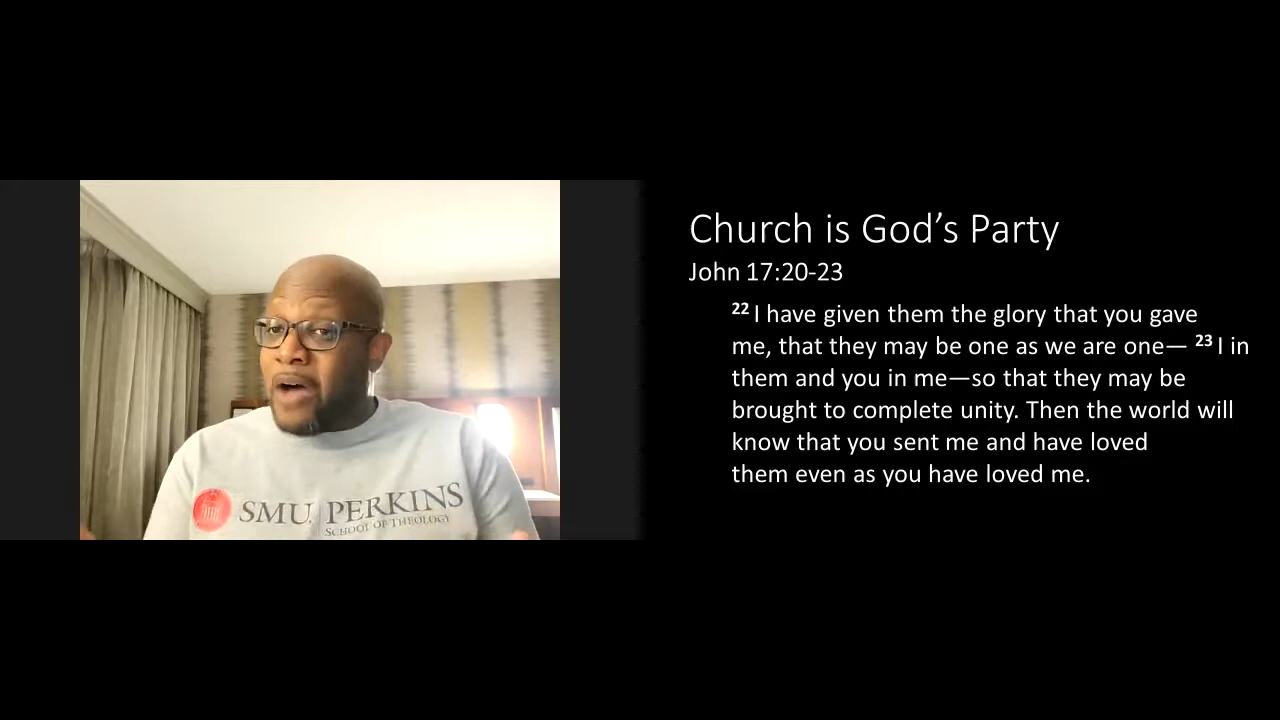 SMU. PERKINS
SCHOOL OF THEOLOGY
Church is God’s Party
John 17:20-23
22 I have given them the glory that you gave
me, that they may be one as we are one— 23 I in
them and you in me—so that they may be
brought to complete unity. Then the world will
know that you sent me and have loved
them even as you have loved me.